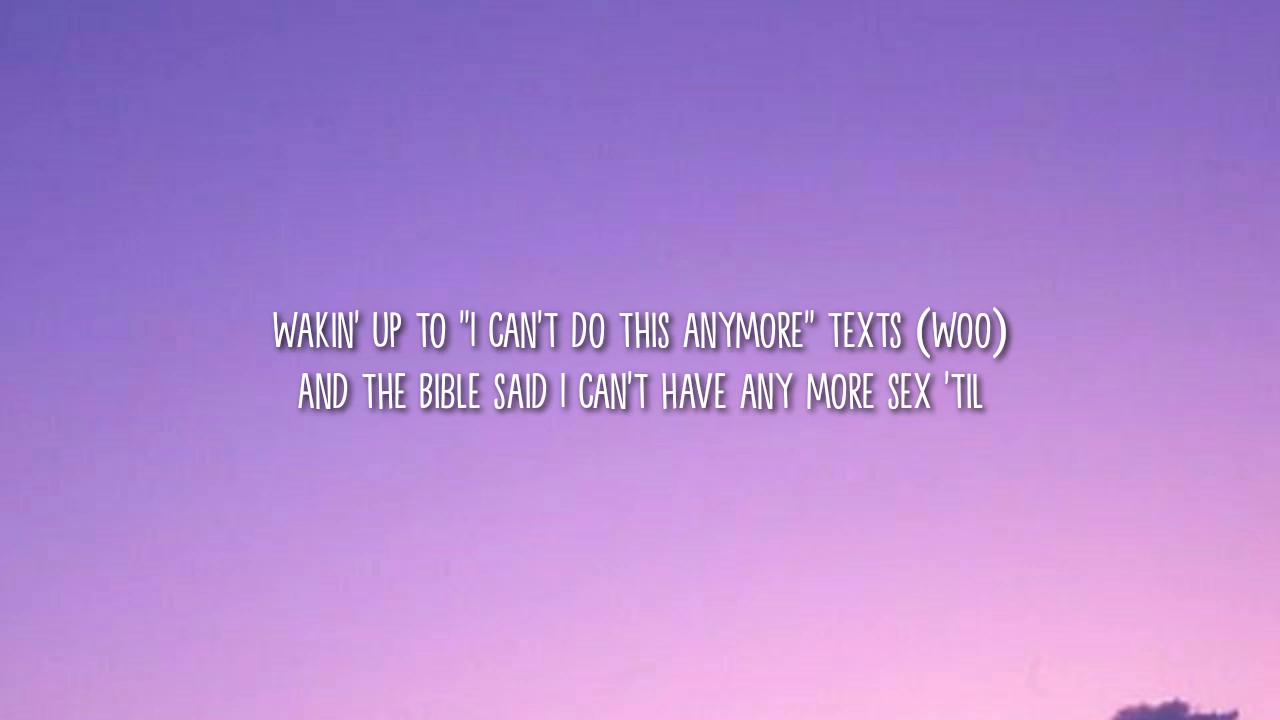 WAKIN' UP TO "I CAN'T DO THIS ANYMORE" TEXTS (WOO)
AND THE BIBLE SAID I CAN'T HAVE ANY MORE SEX 'TIL